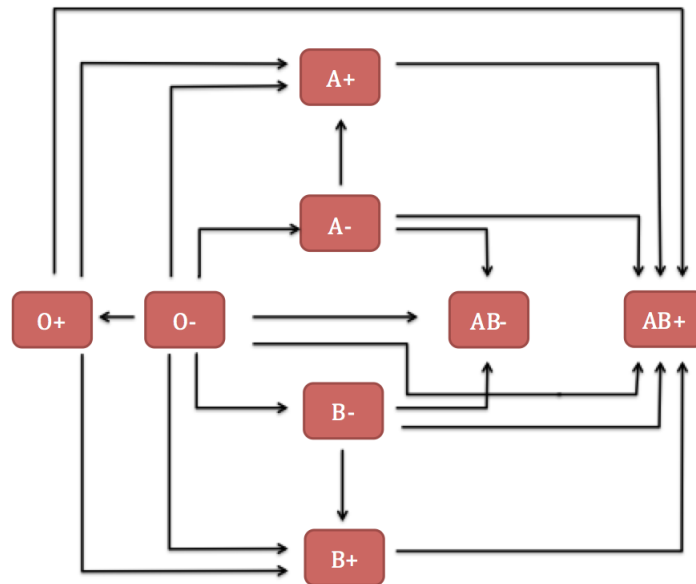 A+
A-
O+
O-
AB-
AB+
B-
B+